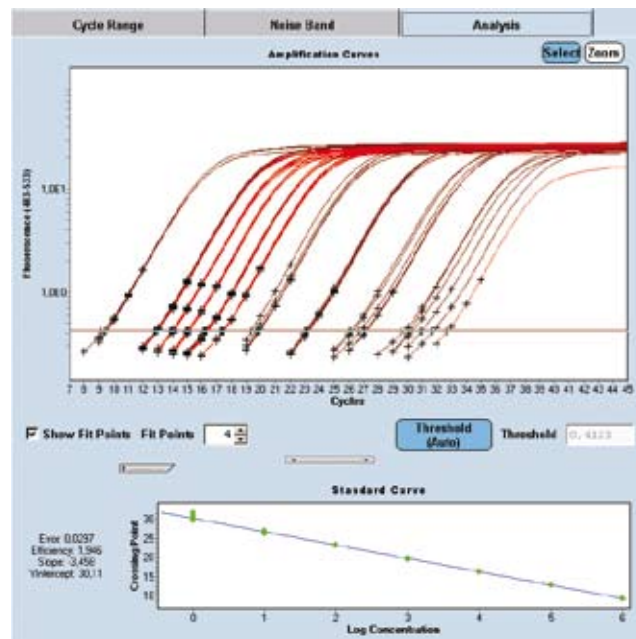 Cycle Range Noise Band Analysis
Amplification Curves Select Zoom
Fluorescence (483-533)
1,0E1
1,0E0
7 8 9 10 11 12 13 14 15 16 17 18 19 20 21 22 23 24 25 26 27 28 29 30 31 32 33 34 35 36 37 38 39 40 41 42 43 44 45
Cycles
Show Fit Points Fit Points 4 Threshold (Auto) Threshold
Standard Curve
Error: 0,0297
Efficiency: 1,946
Slope: -3,458
YIntercept: 30,11
Crossing Point
30
25
20
15
10
0 1 2 3 4 5 6
Log Concentration